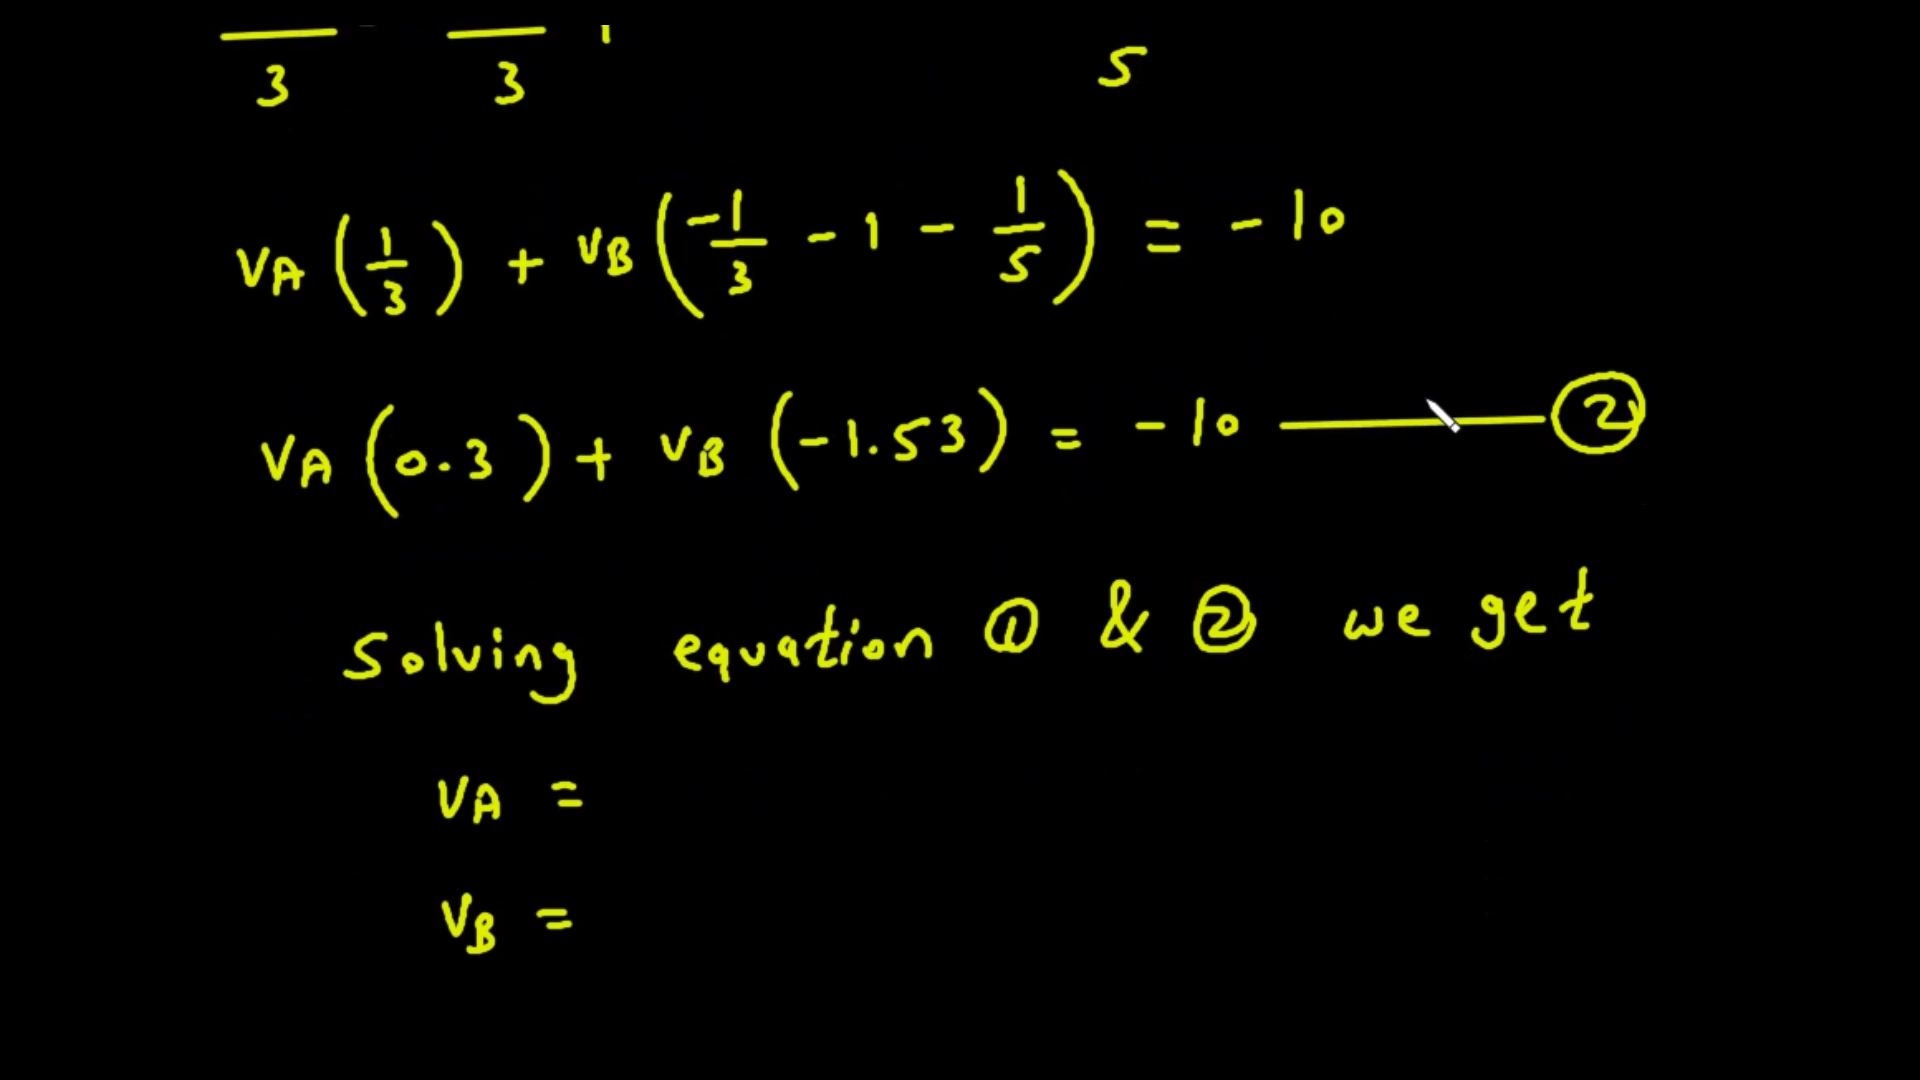 3 3 5
VA (1/3) + VB (-1/3 - 1 - 1/5) = -10
VA (0.3) + VB (-1.53) = -10 —— ②
Solving equation ① & ② we get
VA =
VB =